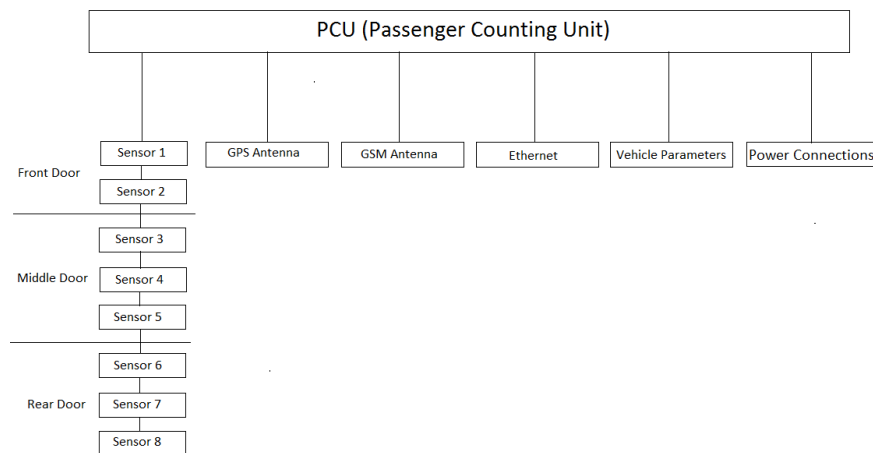 PCU (Passenger Counting Unit)
Sensor 1
GPS Antenna
GSM Antenna
Ethernet
Vehicle Parameters
Power Connections
Front Door
Sensor 2
Sensor 3
Middle Door
Sensor 4
Sensor 5
Sensor 6
Rear Door
Sensor 7
Sensor 8